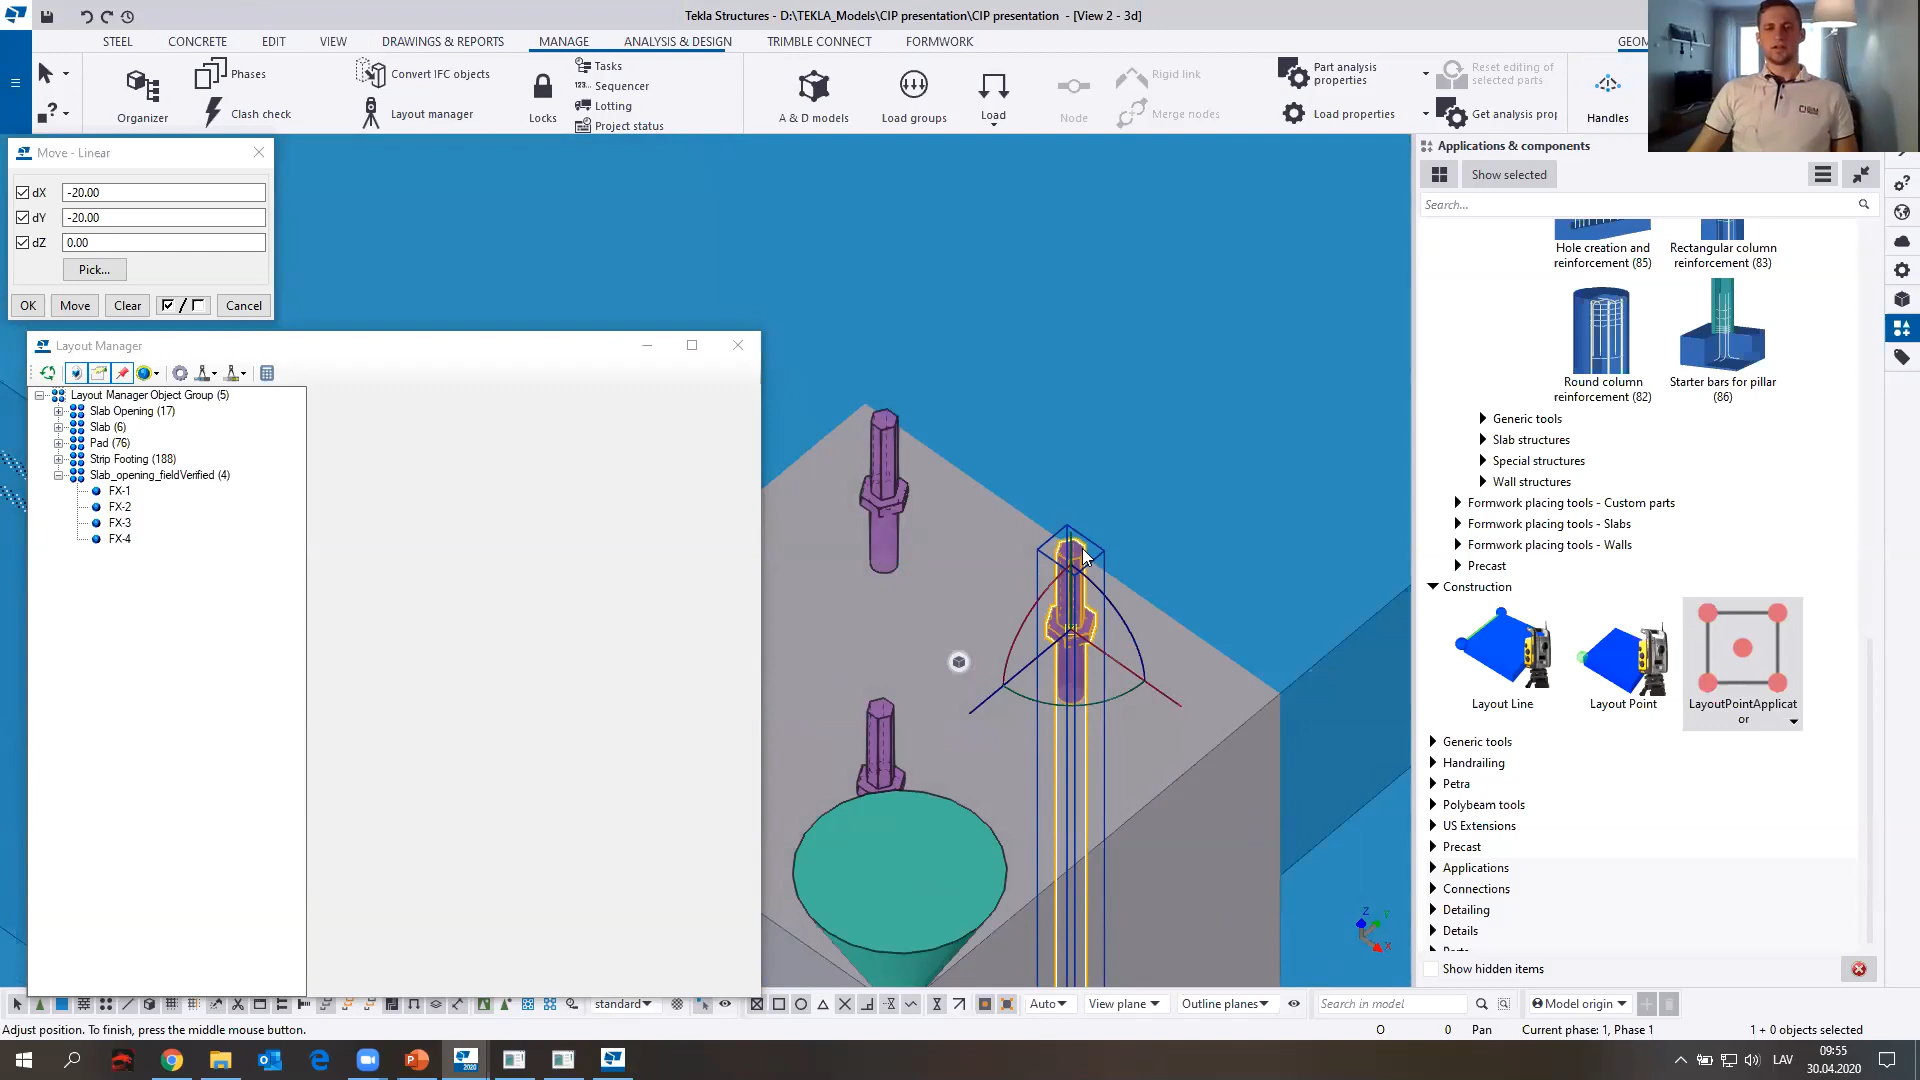 Tekla Structures - D:\TEKLA_Models\CIP presentation\CIP presentation - [View 2 - 3d]
STEEL CONCRETE EDIT VIEW DRAWINGS & REPORTS MANAGE ANALYSIS & DESIGN TRIMBLE CONNECT FORMWORK
Organizer
Phases
Clash check
Convert IFC objects
Layout manager
Locks
Tasks
Sequencer
Lotting
Project status
A & D models
Load groups
Load
Node
Rigid link
Merge nodes
Part analysis
properties
Load properties
Reset editing of
selected parts
Get analysis prop
Handles
Move - Linear
dX -20.00
dY -20.00
dZ 0.00
Pick...
OK Move Clear / Cancel
Layout Manager
Layout Manager Object Group (5)
Slab Opening (17)
Slab (6)
Pad (76)
Strip Footing (188)
Slab_opening_fieldVerified (4)
FX-1
FX-2
FX-3
FX-4
Applications & components
Show selected
Search...
Hole creation and
reinforcement (85)
Rectangular column
reinforcement (83)
Round column
reinforcement (82)
Starter bars for pillar
(86)
Generic tools
Slab structures
Special structures
Wall structures
Formwork placing tools - Custom parts
Formwork placing tools - Slabs
Formwork placing tools - Walls
Precast
Construction
Layout Line
Layout Point
LayoutPointApplicat
or
Generic tools
Handrailing
Petra
Polybeam tools
US Extensions
Precast
Applications
Connections
Detailing
Details
Show hidden items
Z
X
standard
Auto
View plane
Outline planes
Search in model
Model origin
Adjust position. To finish, press the middle mouse button.
O 0 Pan Current phase: 1, Phase 1 1 + 0 objects selected
2020
LAV
09:55
30.04.2020